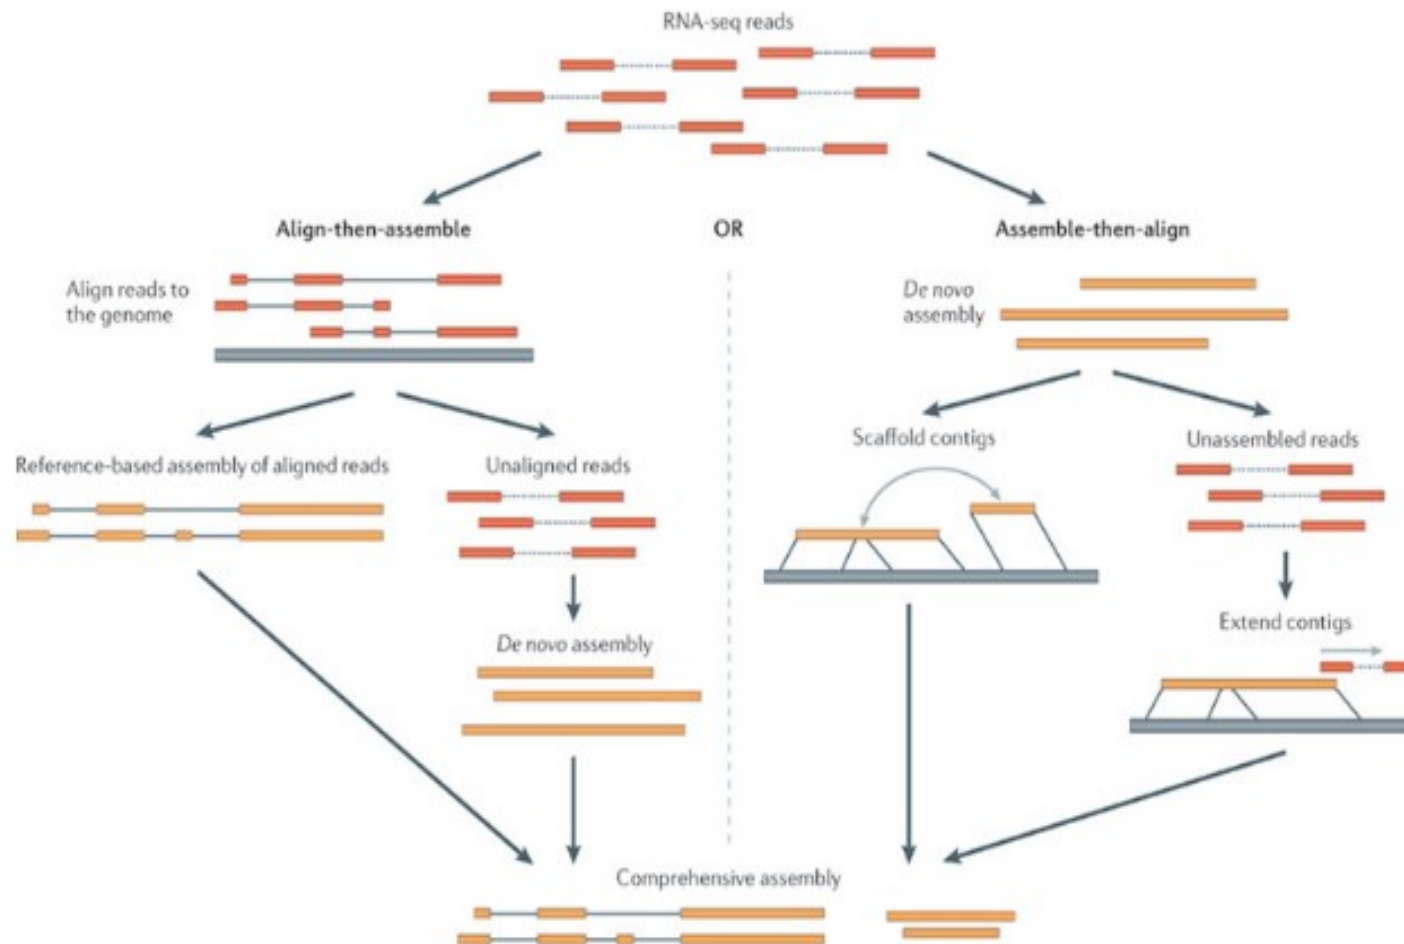 RNA-seq reads
Align-then-assemble
OR
Assemble-then-align
Align reads to
the genome
De novo
assembly
Reference-based assembly of aligned reads
Unaligned reads
Scaffold contigs
Unassembled reads
De novo assembly
Extend contigs
Comprehensive assembly